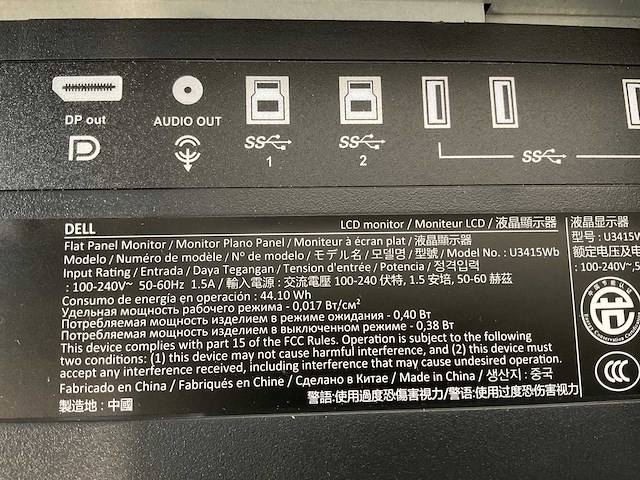 DP out
AUDIO OUT
SS 1
SS 2
SS
DELL
LCD monitor / Moniteur LCD / 液晶顯示器
Flat Panel Monitor / Monitor Plano Panel / Moniteur à écran plat / 液晶顯示器
Modelo / Numéro de modèle / Nº de modelo / モデル名 / 모델명 / 型號 / Model No. : U3415Wb
Input Rating / Entrada / Daya Tegangan / Tension d'entrée / Potencia / 정격입력
: 100-240V~ 50-60Hz 1.5A / 輸入電源 : 交流電壓 100-240 伏特, 1.5 安培, 50-60 赫茲
Consumo de energía en operación : 44.10 Wh
Удельная мощность рабочего режима - 0,017 Вт/см²
Потребляемая мощность изделием в режиме ожидания - 0,40 Вт
Потребляемая мощность изделием в выключенном режиме - 0,38 Вт
This device complies with part 15 of the FCC Rules. Operation is subject to the following
two conditions: (1) this device may not cause harmful interference, and (2) this device must
accept any interference received, including interference that may cause undesired operation.
Fabricado en China / Fabriqués en Chine / Сделано в Китае / Made in China / 생산지 : 중국
製造地 : 中國
警語:使用過度恐傷害視力/警语:使用过度恐伤害视力
液晶显示器
型号 : U3415W
额定电压及电
: 100-240V~, 5
CCC